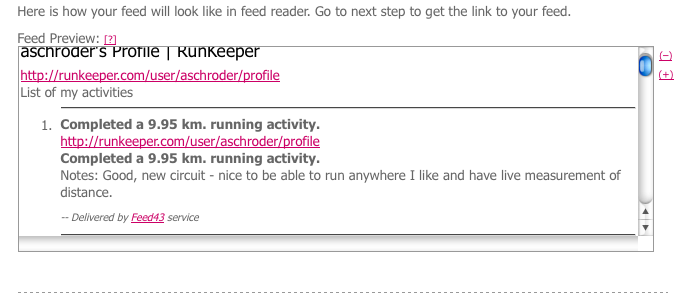 Here is how your feed will look like in feed reader. Go to next step to get the link to your feed.
Feed Preview: [?]
aschroder's Profile | RunKeeper
(−)
http://runkeeper.com/user/aschroder/profile
(+)
List of my activities
1. Completed a 9.95 km. running activity.
http://runkeeper.com/user/aschroder/profile
Completed a 9.95 km. running activity.
Notes: Good, new circuit - nice to be able to run anywhere I like and have live measurement of
distance.
-- Delivered by Feed43 service